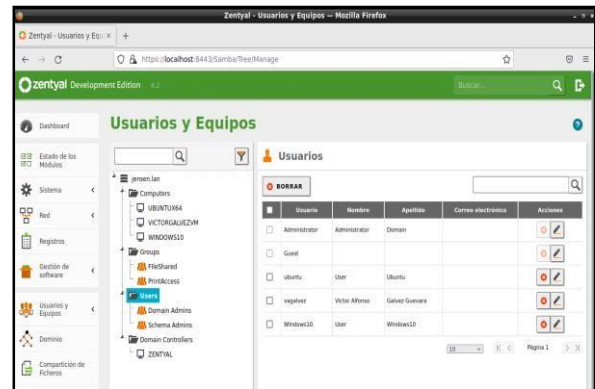 Zentyal - Usuarios y Equipos — Mozilla Firefox
Zentyal - Usuarios y Equ
https://localhost:8443/Samba/Tree/Manage
zentyal Development Edition
Buscar...
Dashboard
Estado de los
Módulos
Sistema
Red
Registros
Gestión de
software
Usuarios y
Equipos
Dominio
Compartición de
Ficheros
Usuarios y Equipos
jensen.lan
Computers
UBUNTUX64
VICTORGALVEZVM
WINDOWS10
Groups
FileShared
PrintAccess
Users
Domain Admins
Schema Admins
Domain Controllers
ZENTYAL
Usuarios
BORRAR
Usuario Nombre Apellido Correo electrónico Acciones
Administrator Administrator Domain
Guest
ubuntu User Ubuntu
vagalvez Victor Alfonso Galvez Guevara
Windows10 User Windows10
10 Página 1